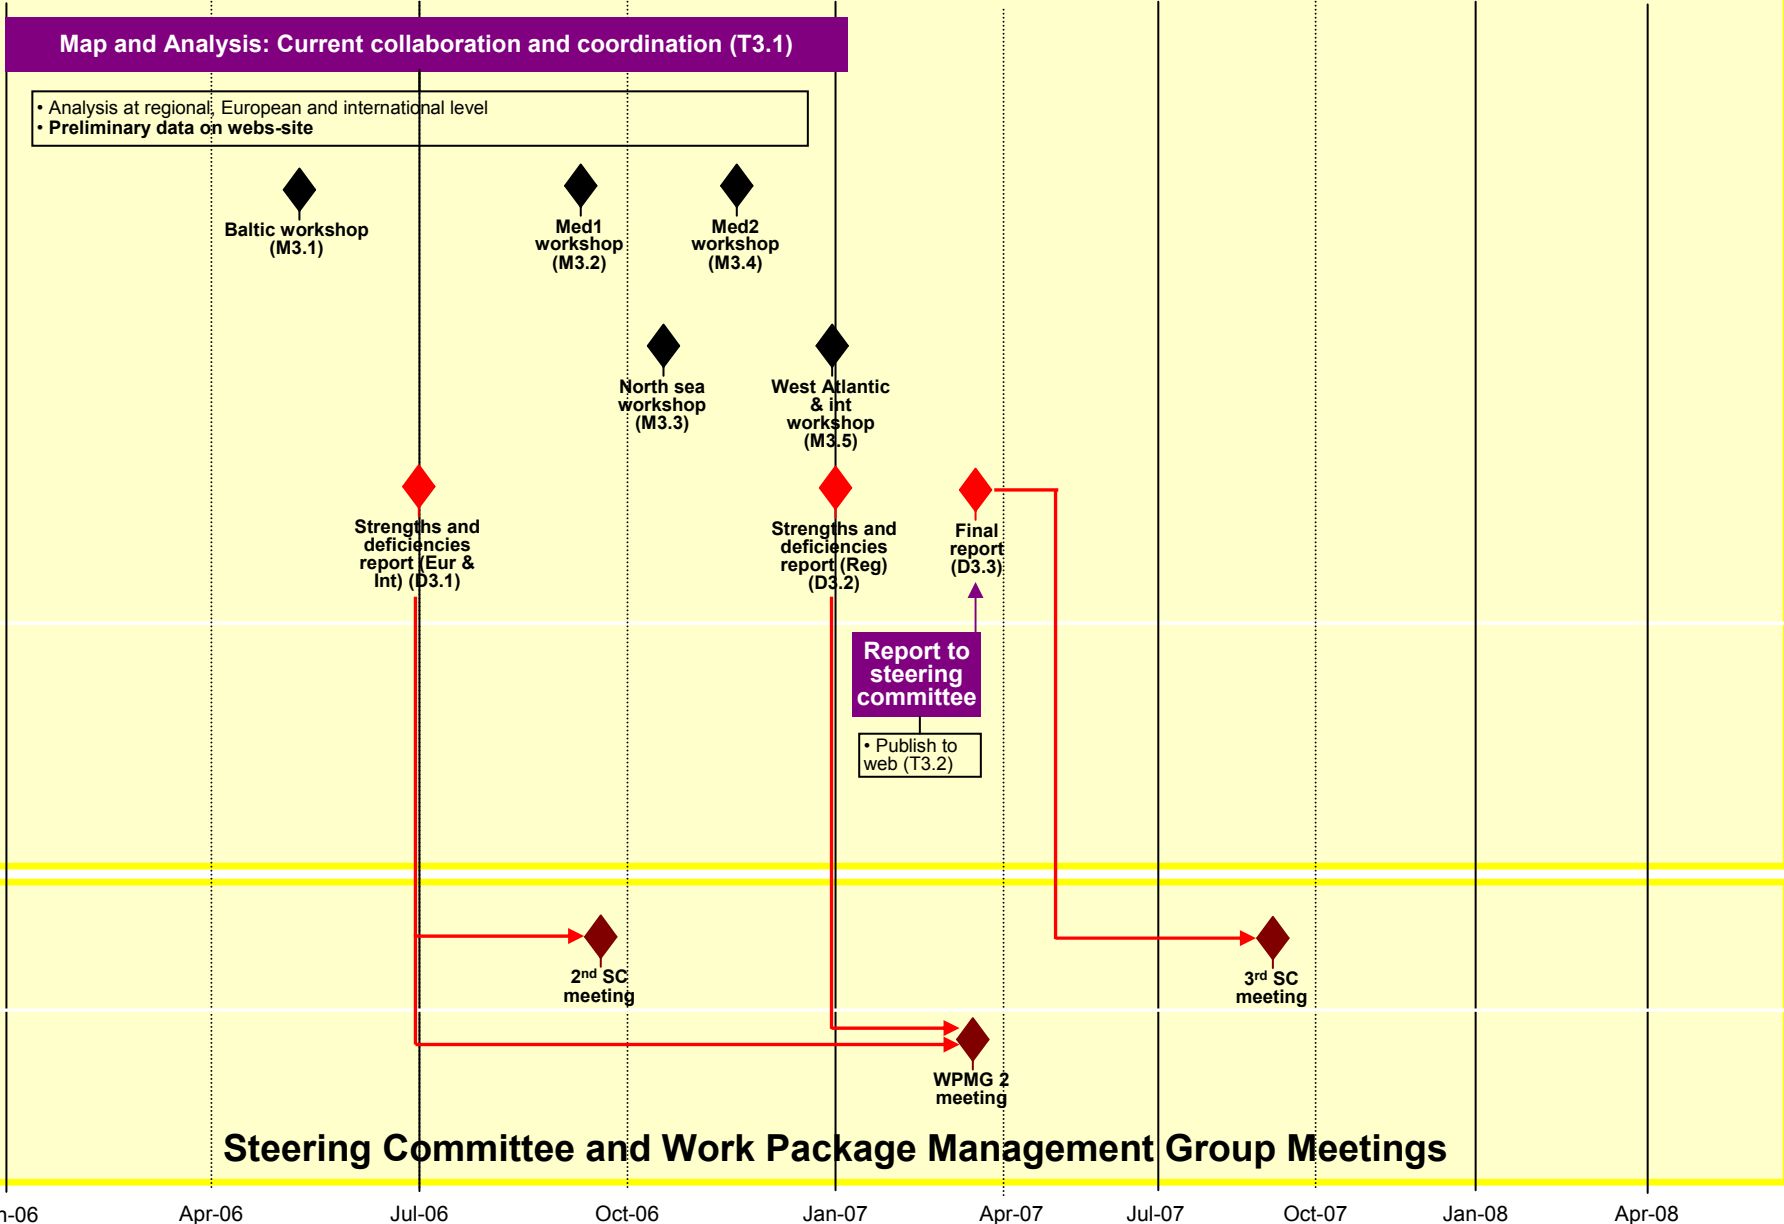 Map and Analysis: Current collaboration and coordination (T3.1)
• Analysis at regional, European and international level
• Preliminary data on webs-site
Baltic workshop
(M3.1)
Med1
workshop
(M3.2)
Med2
workshop
(M3.4)
North sea
workshop
(M3.3)
West Atlantic
& int
workshop
(M3.5)
Strengths and
deficiencies
report (Eur &
Int) (D3.1)
Strengths and
deficiencies
report (Reg)
(D3.2)
Final
report
(D3.3)
Report to
steering
committee
• Publish to
web (T3.2)
2nd SC
meeting
3rd SC
meeting
WPMG 2
meeting
Steering Committee and Work Package Management Group Meetings
n-06
Apr-06
Jul-06
Oct-06
Jan-07
Apr-07
Jul-07
Oct-07
Jan-08
Apr-08